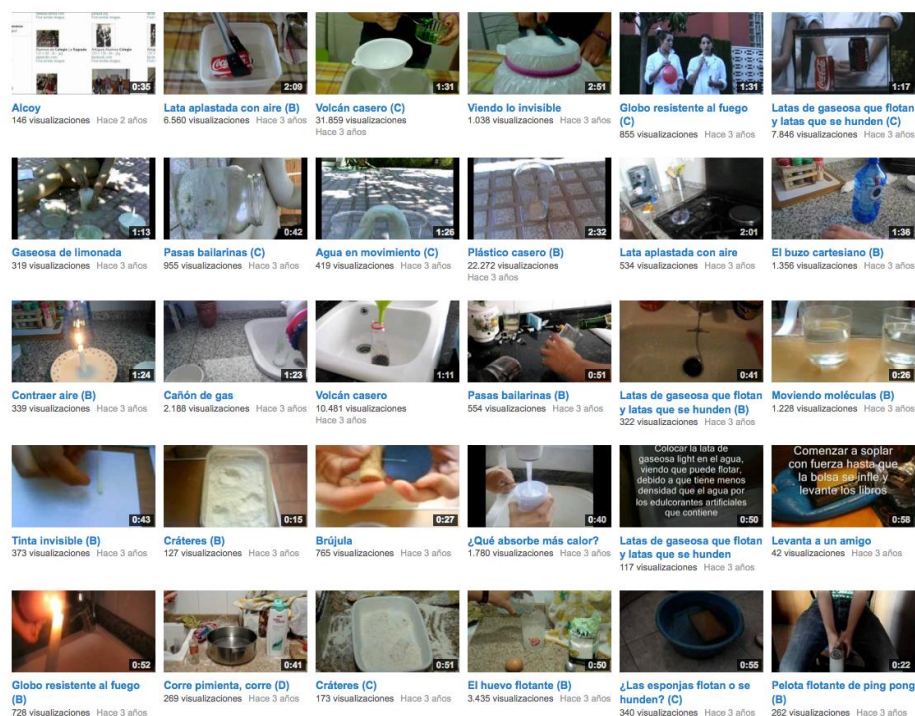 0:35
2:09
1:31
2:51
1:31
1:17
Alcoy
146 visualizaciones Hace 2 años
Lata aplastada con aire (B)
6.560 visualizaciones Hace 3 años
Volcán casero (C)
31.859 visualizaciones
Hace 3 años
Viendo lo invisible
1.038 visualizaciones Hace 3 años
Globo resistente al fuego
(C)
855 visualizaciones Hace 3 años
Latas de gaseosa que flotan
y latas que se hunden (C)
7.846 visualizaciones Hace 3 años
1:13
0:42
1:26
2:32
2:01
1:36
Gaseosa de limonada
319 visualizaciones Hace 3 años
Pasas bailarinas (C)
955 visualizaciones Hace 3 años
Agua en movimiento (C)
419 visualizaciones Hace 3 años
Plástico casero (B)
22.272 visualizaciones
Hace 3 años
Lata aplastada con aire
534 visualizaciones Hace 3 años
El buzo cartesiano (B)
1.356 visualizaciones Hace 3 años
1:24
1:23
1:11
0:51
0:41
0:26
Contraer aire (B)
339 visualizaciones Hace 3 años
Cañón de gas
2.188 visualizaciones Hace 3 años
Volcán casero
10.481 visualizaciones
Hace 3 años
Pasas bailarinas (B)
554 visualizaciones Hace 3 años
Latas de gaseosa que flotan
y latas que se hunden (B)
322 visualizaciones Hace 3 años
Moviendo moléculas (B)
1.228 visualizaciones Hace 3 años
Colocar la lata de
gaseosa light en el agua,
viendo que puede flotar,
debido a que tiene menos
densidad que el agua por
los edulcorantes artificiales
que contiene
Comenzar a soplar
con fuerza hasta que
la bolsa se infle y
levante los libros
0:43
0:15
0:27
0:40
0:50
0:58
Tinta invisible (B)
373 visualizaciones Hace 3 años
Cráteres (B)
127 visualizaciones Hace 3 años
Brújula
765 visualizaciones Hace 3 años
¿Qué absorbe más calor?
1.780 visualizaciones Hace 3 años
Latas de gaseosa que flotan
y latas que se hunden
117 visualizaciones Hace 3 años
Levanta a un amigo
42 visualizaciones Hace 3 años
0:52
0:41
0:51
0:50
0:55
0:22
Globo resistente al fuego
(B)
728 visualizaciones Hace 3 años
Corre pimienta, corre (D)
269 visualizaciones Hace 3 años
Cráteres (C)
173 visualizaciones Hace 3 años
El huevo flotante (B)
3.435 visualizaciones Hace 3 años
¿Las esponjas flotan o se
hunden? (C)
340 visualizaciones Hace 3 años
Pelota flotante de ping pong
(B)
262 visualizaciones Hace 3 años